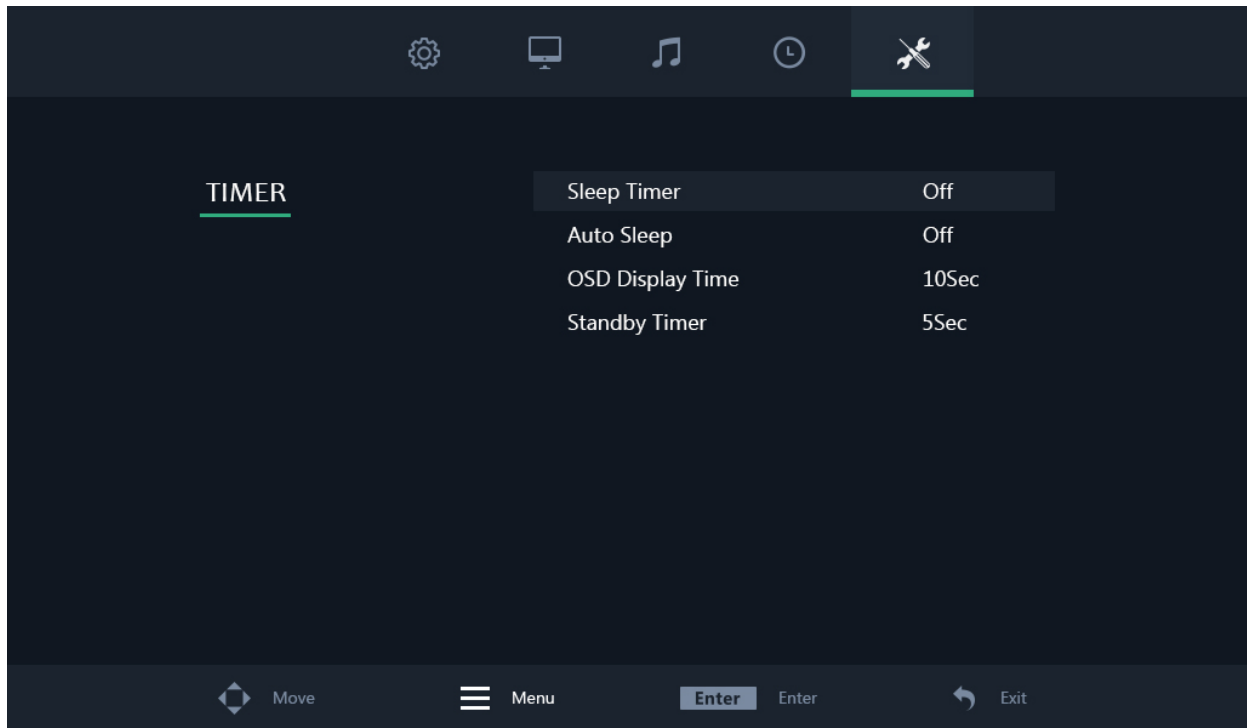 TIMER
Sleep Timer Off
Auto Sleep Off
OSD Display Time 10Sec
Standby Timer 5Sec
Move Menu Enter Enter Exit